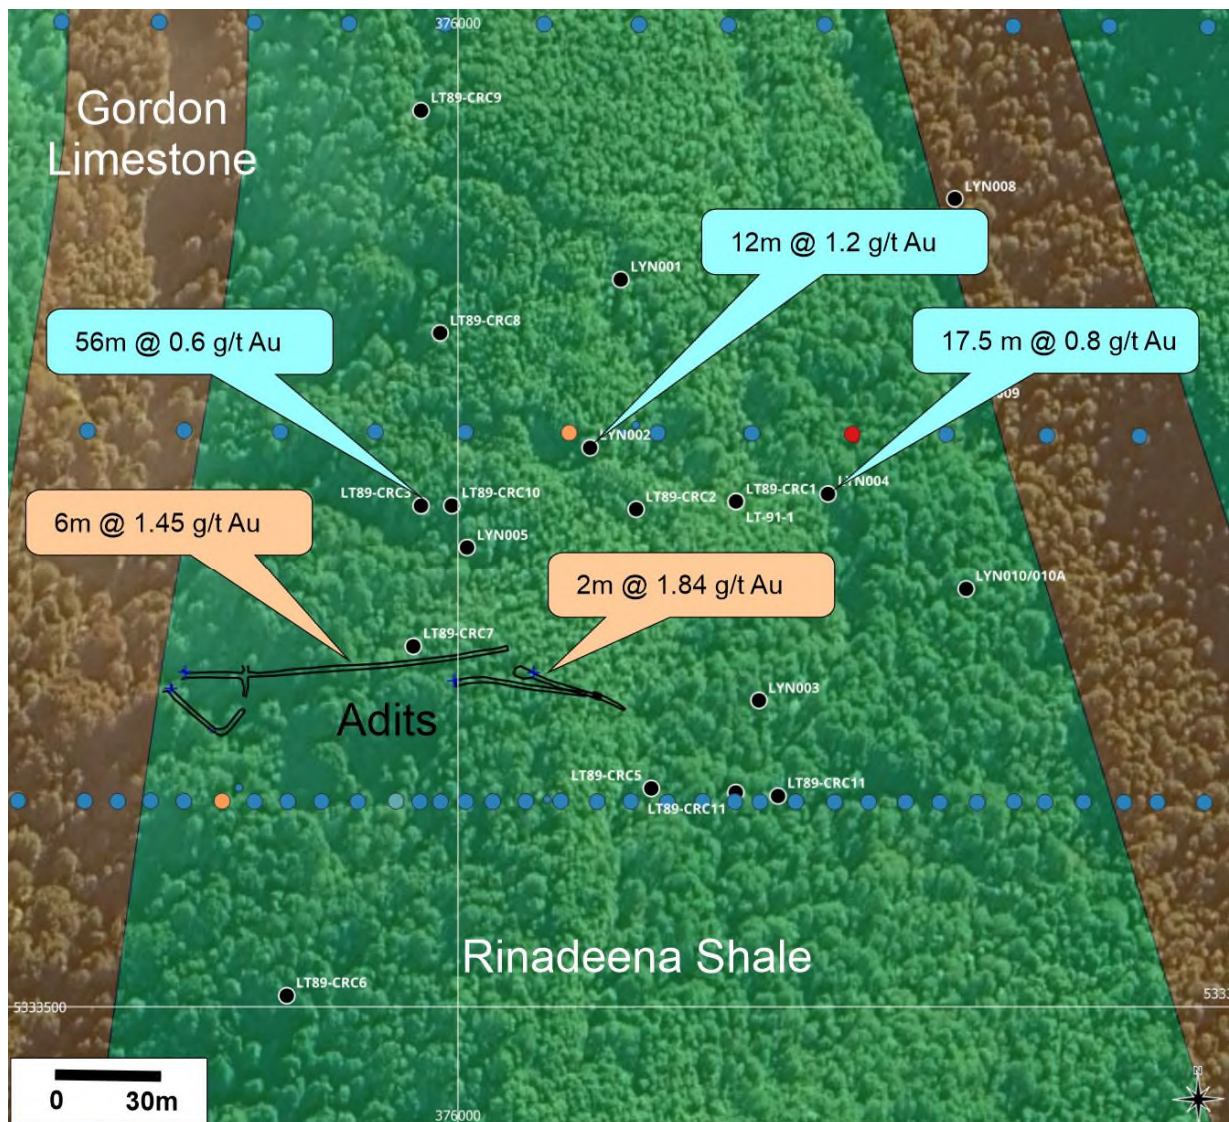 376000
Gordon
Limestone
LT89-CRC9
LYN008
12m @ 1.2 g/t Au
LYN001
LT89-CRC8
56m @ 0.6 g/t Au
17.5 m @ 0.8 g/t Au
009
LYN002
LT89-CRC3
LT89-CRC10
LT89-CRC2
LT89-CRC1
LYN004
LT-91-1
6m @ 1.45 g/t Au
LYN005
2m @ 1.84 g/t Au
LYN010/010A
LT89-CRC7
LYN003
Adits
LT89-CRC5
LT89-CRC11
LT89-CRC11
Rinadeena Shale
LT89-CRC6
5333500
5333
0 30m
376000
N